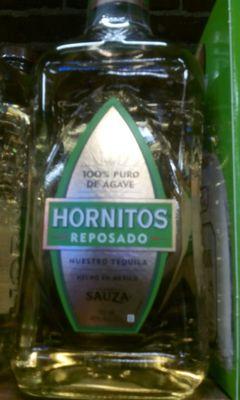 100% PURO
DE AGAVE
HORNITOS
REPOSADO
NUESTRO TEQUILA
HECHO EN MEXICO
SAUZA